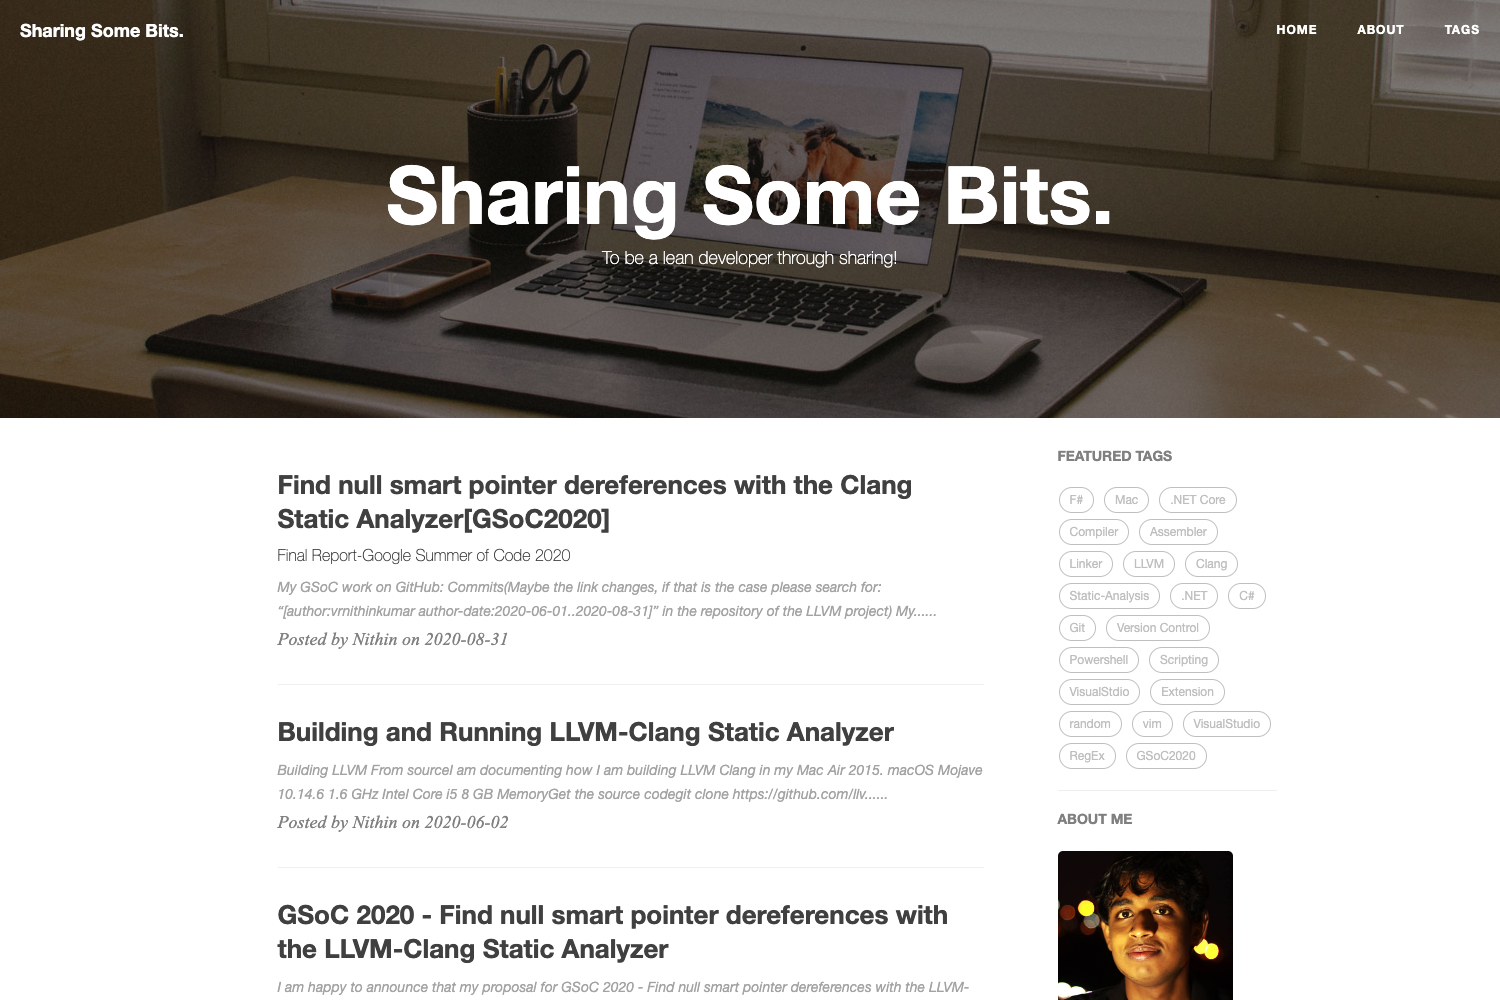 Sharing Some Bits.
HOME ABOUT TAGS
Sharing Some Bits.
To be a lean developer through sharing!
Find null smart pointer dereferences with the Clang
Static Analyzer[GSoC2020]
Final Report-Google Summer of Code 2020
My GSoC work on GitHub: Commits(Maybe the link changes, if that is the case please search for:
“[author:vrnithinkumar author-date:2020-06-01..2020-08-31]” in the repository of the LLVM project) My......
Posted by Nithin on 2020-08-31
Building and Running LLVM-Clang Static Analyzer
Building LLVM From sourceI am documenting how I am building LLVM Clang in my Mac Air 2015. macOS Mojave
10.14.6 1.6 GHz Intel Core i5 8 GB MemoryGet the source codegit clone https://github.com/llv......
Posted by Nithin on 2020-06-02
GSoC 2020 - Find null smart pointer dereferences with
the LLVM-Clang Static Analyzer
I am happy to announce that my proposal for GSoC 2020 - Find null smart pointer dereferences with the LLVM-
FEATURED TAGS
F# Mac .NET Core
Compiler Assembler
Linker LLVM Clang
Static-Analysis .NET C#
Git Version Control
Powershell Scripting
VisualStdio Extension
random vim VisualStudio
RegEx GSoC2020
ABOUT ME